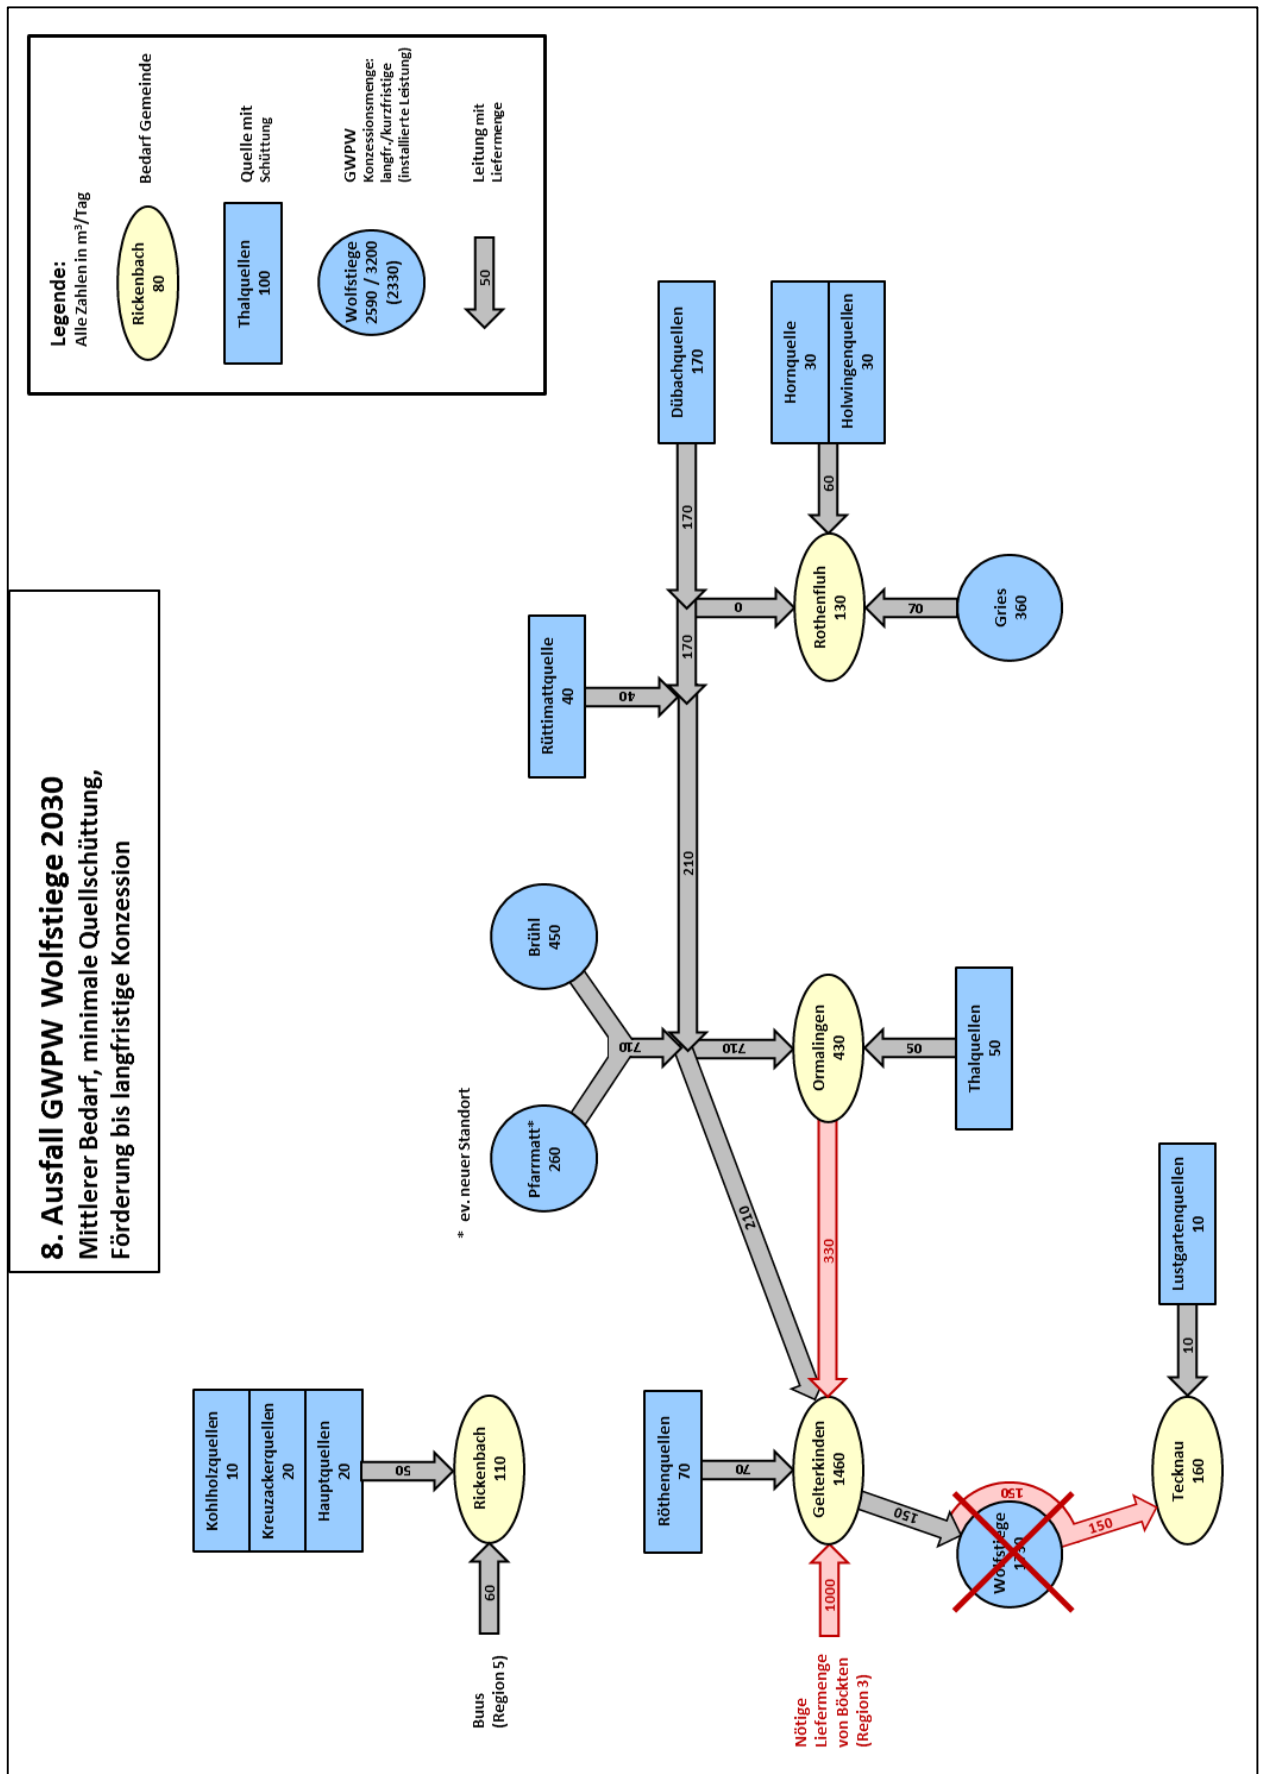 8. Ausfall GWPW Wolfstiege 2030
Mittlerer Bedarf, minimale Quellschüttung,
Förderung bis langfristige Konzession
Legende:
Alle Zahlen in m³/Tag
Rickenbach
80
Bedarf Gemeinde
Thalquellen
100
Quelle mit
Schüttung
Wolfstiege
2590 / 3200
(2330)
GWPW
Konzessionsmenge:
langfr./kurzfristige
(installierte Leistung)
50
Leitung mit
Liefermenge
Kohlholzquellen
10
Kreuzackerquellen
20
Hauptquellen
20
50
Buus
(Region 5)
60
Rickenbach
110
* ev. neuer Standort
Pfarrmatt*
260
Brühl
450
710
710
Rüttimattquelle
40
40
Dübachquellen
170
170
170
210
210
0
Hornquelle
30
Holwingenquellen
30
60
Rothenfluh
130
70
Gries
360
Röthenquellen
70
70
Nötige
Liefermenge
von Böckten
(Region 3)
1000
Gelterkinden
1460
330
Ormalingen
430
50
Thalquellen
50
150
150
Wolfstiege
150
Tecknau
160
10
Lustgartenquellen
10